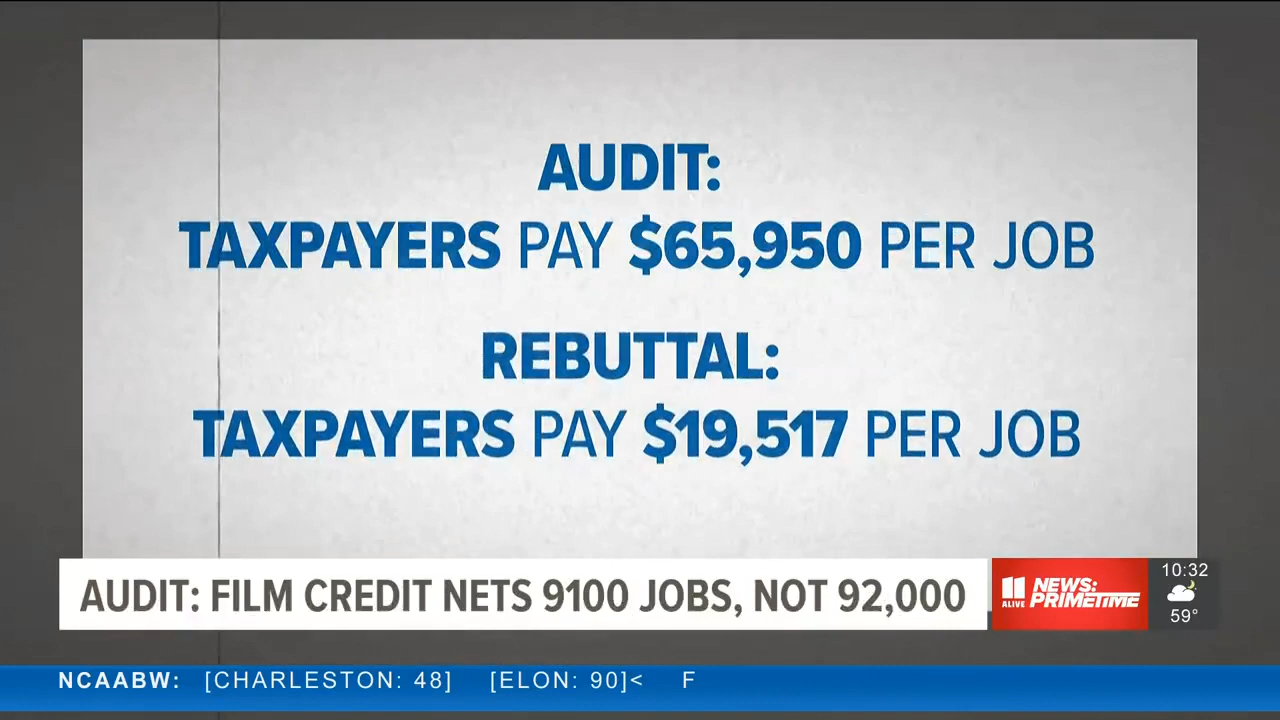 AUDIT:
TAXPAYERS PAY $65,950 PER JOB
REBUTTAL:
TAXPAYERS PAY $19,517 PER JOB
AUDIT: FILM CREDIT NETS 9100 JOBS, NOT 92,000
11 ALIVE NEWS: PRIMETIME
10:32
59°
NCAABW: [CHARLESTON: 48] [ELON: 90]< F